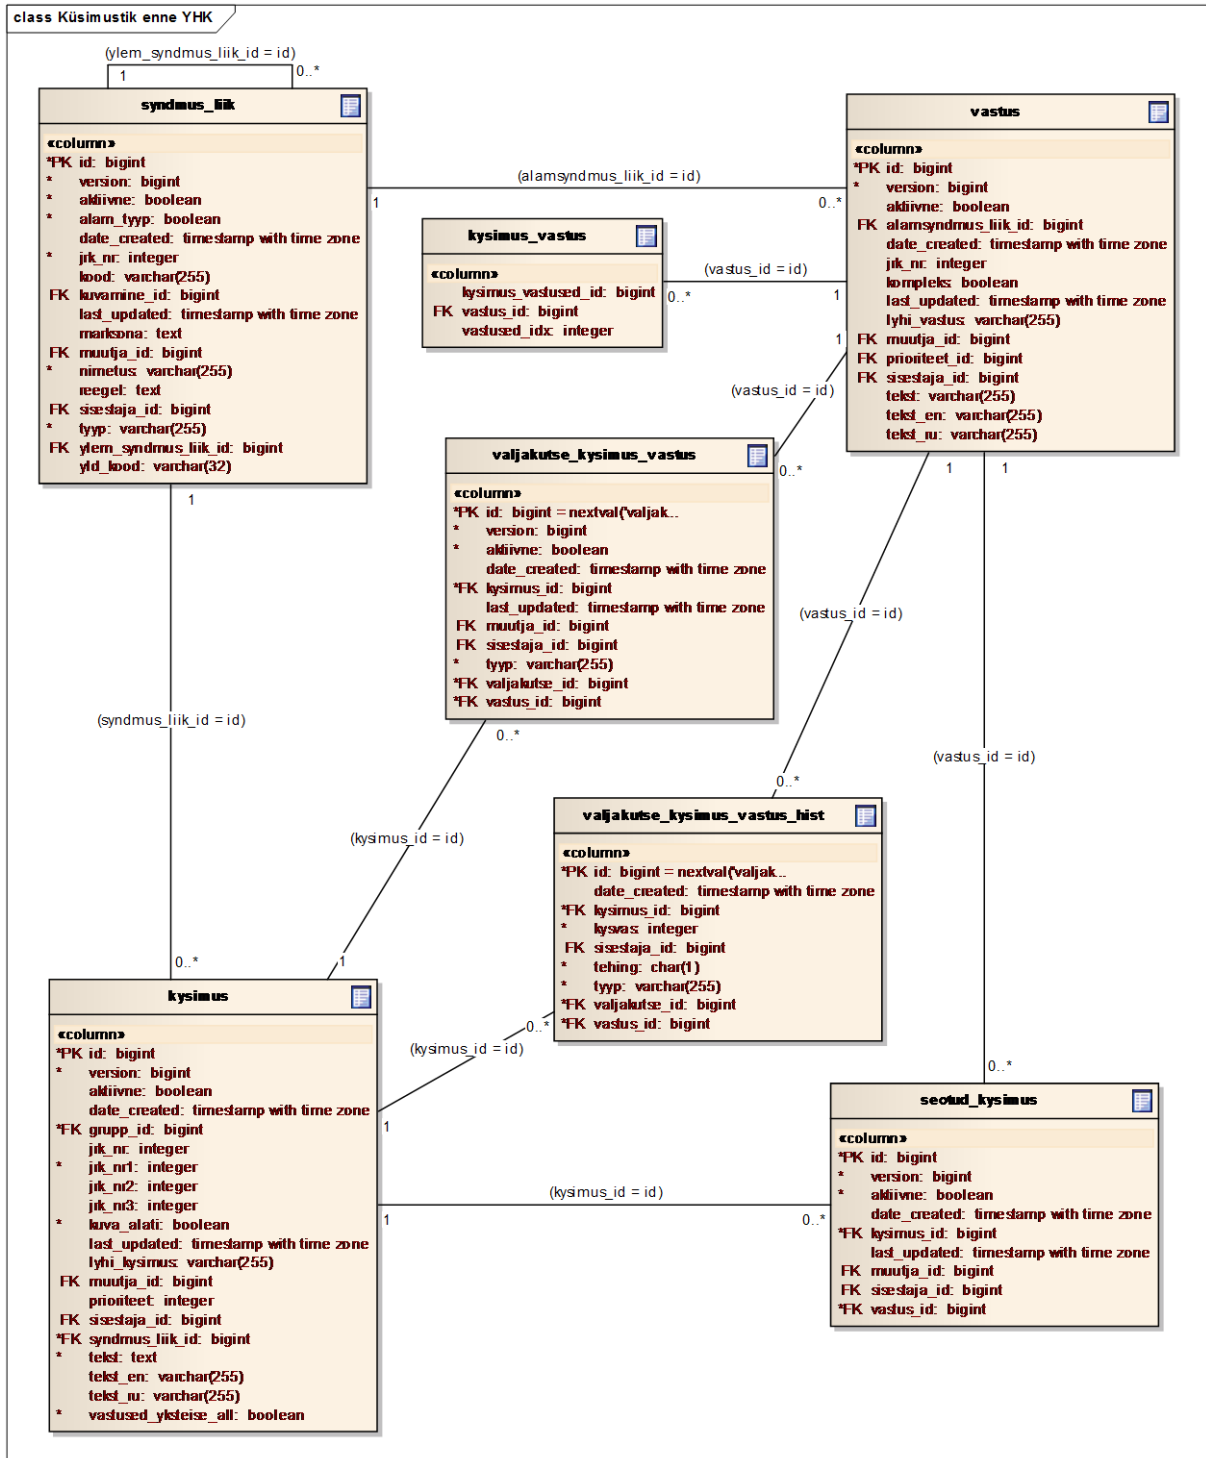 class Küsimustik enne YHK
(ylem_syndmus_liik_id = id)
1
0..*
syndmus_liik
«column»
*PK id: bigint
* version: bigint
* aktiivne: boolean
* alam_tyyp: boolean
date_created: timestamp with time zone
* jrk_nr: integer
kood: varchar(255)
FK kuvamine_id: bigint
last_updated: timestamp with time zone
marksona: text
FK muutja_id: bigint
* nimetus: varchar(255)
reegel: text
FK sisestaja_id: bigint
* tyyp: varchar(255)
FK ylem_syndmus_liik_id: bigint
yld_kood: varchar(32)
(alamsyndmus_liik_id = id)
1
0..*
vastus
«column»
*PK id: bigint
* version: bigint
aktiivne: boolean
FK alamsyndmus_liik_id: bigint
date_created: timestamp with time zone
jrk_nr: integer
kompleks: boolean
last_updated: timestamp with time zone
lyhi_vastus: varchar(255)
FK muutja_id: bigint
FK prioriteet_id: bigint
FK sisestaja_id: bigint
tekst: varchar(255)
tekst_en: varchar(255)
tekst_ru: varchar(255)
kysimus_vastus
«column»
kysimus_vastused_id: bigint
FK vastus_id: bigint
vastused_idx: integer
(vastus_id = id)
0..*
1
1
(vastus_id = id)
0..*
valjakutse_kysimus_vastus
«column»
*PK id: bigint = nextval('valjak...
* version: bigint
* aktiivne: boolean
date_created: timestamp with time zone
*FK kysimus_id: bigint
last_updated: timestamp with time zone
FK muutja_id: bigint
FK sisestaja_id: bigint
* tyyp: varchar(255)
*FK valjakutse_id: bigint
*FK vastus_id: bigint
1
1
1
(vastus_id = id)
(syndmus_liik_id = id)
0..*
(vastus_id = id)
0..*
(kysimus_id = id)
valjakutse_kysimus_vastus_hist
«column»
*PK id: bigint = nextval('valjak...
date_created: timestamp with time zone
*FK kysimus_id: bigint
* kysvas: integer
FK sisestaja_id: bigint
* tehing: char(1)
* tyyp: varchar(255)
*FK valjakutse_id: bigint
*FK vastus_id: bigint
0..*
1
kysimus
«column»
*PK id: bigint
* version: bigint
aktiivne: boolean
date_created: timestamp with time zone
*FK grupp_id: bigint
jrk_nr: integer
* jrk_nr1: integer
jrk_nr2: integer
jrk_nr3: integer
* kuva_alati: boolean
last_updated: timestamp with time zone
lyhi_kysimus: varchar(255)
FK muutja_id: bigint
prioriteet: integer
FK sisestaja_id: bigint
*FK syndmus_liik_id: bigint
* tekst: text
tekst_en: varchar(255)
tekst_ru: varchar(255)
* vastused_yksteise_all: boolean
0..*
(kysimus_id = id)
1
0..*
seotud_kysimus
«column»
*PK id: bigint
* version: bigint
* aktiivne: boolean
date_created: timestamp with time zone
*FK kysimus_id: bigint
last_updated: timestamp with time zone
FK muutja_id: bigint
FK sisestaja_id: bigint
*FK vastus_id: bigint
(kysimus_id = id)
1
0..*